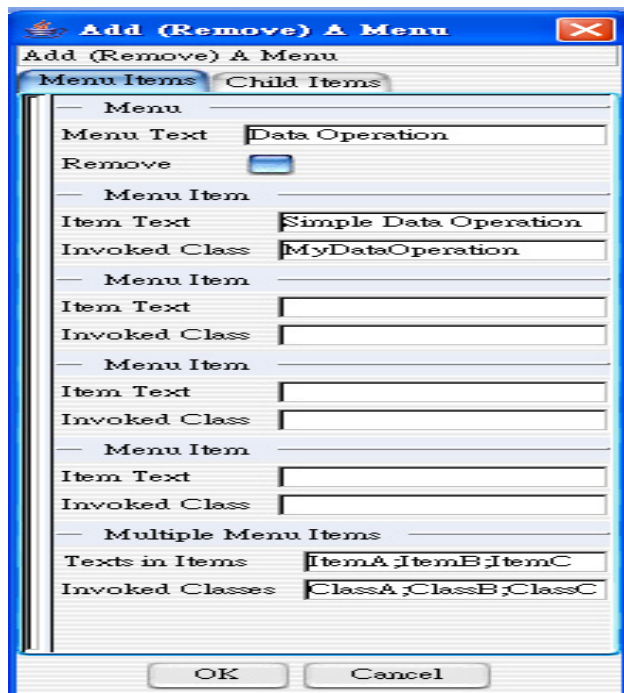 Add (Remove) A Menu
Add (Remove) A Menu
Menu Items Child Items
Menu
Menu Text Data Operation
Remove
Menu Item
Item Text Simple Data Operation
Invoked Class MyDataOperation
Menu Item
Item Text
Invoked Class
Menu Item
Item Text
Invoked Class
Menu Item
Item Text
Invoked Class
Multiple Menu Items
Texts in Items ItemA;ItemB;ItemC
Invoked Classes ClassA;ClassB;ClassC
OK Cancel